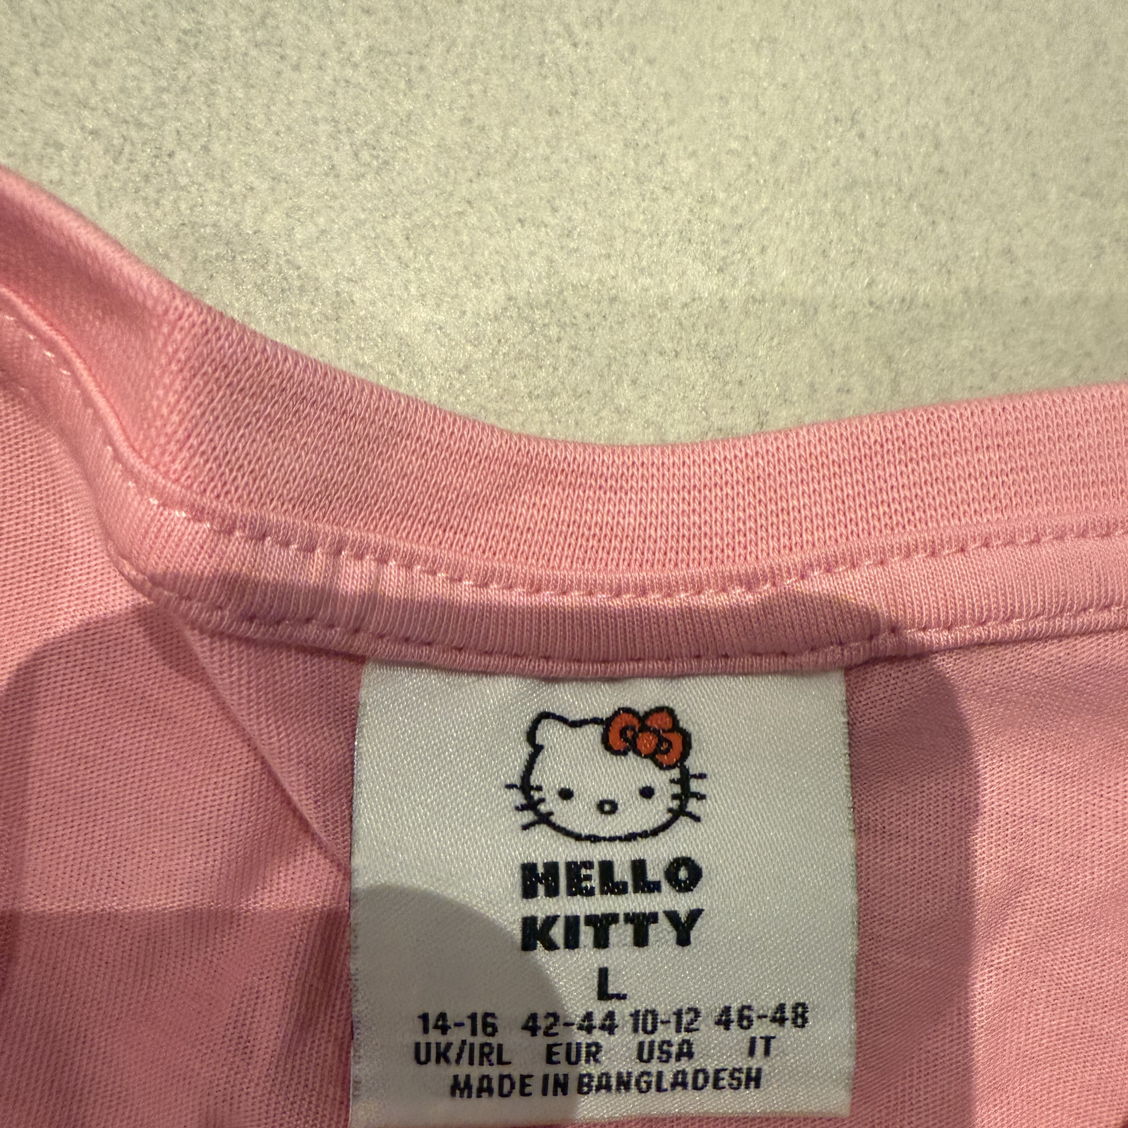 HELLO
KITTY
L
14-16 42-44 10-12 46-48
UK/IRL EUR USA IT
MADE IN BANGLADESH